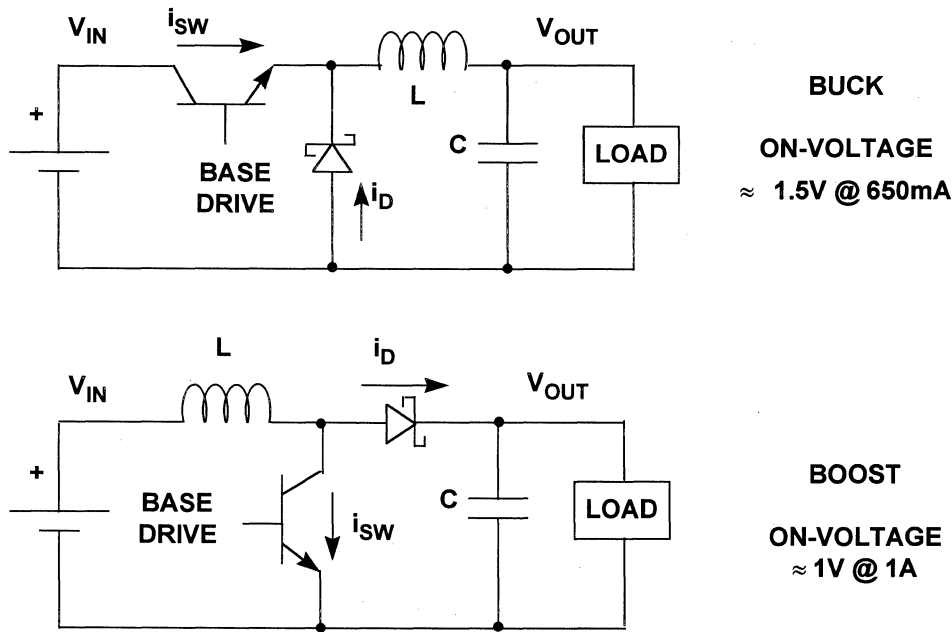 V_IN
i_SW
V_OUT
L
+
BASE
DRIVE
i_D
C
LOAD
BUCK
ON-VOLTAGE
≈ 1.5V @ 650mA
L
V_IN
i_D
V_OUT
+
BASE
DRIVE
i_SW
C
LOAD
BOOST
ON-VOLTAGE
≈ 1V @ 1A